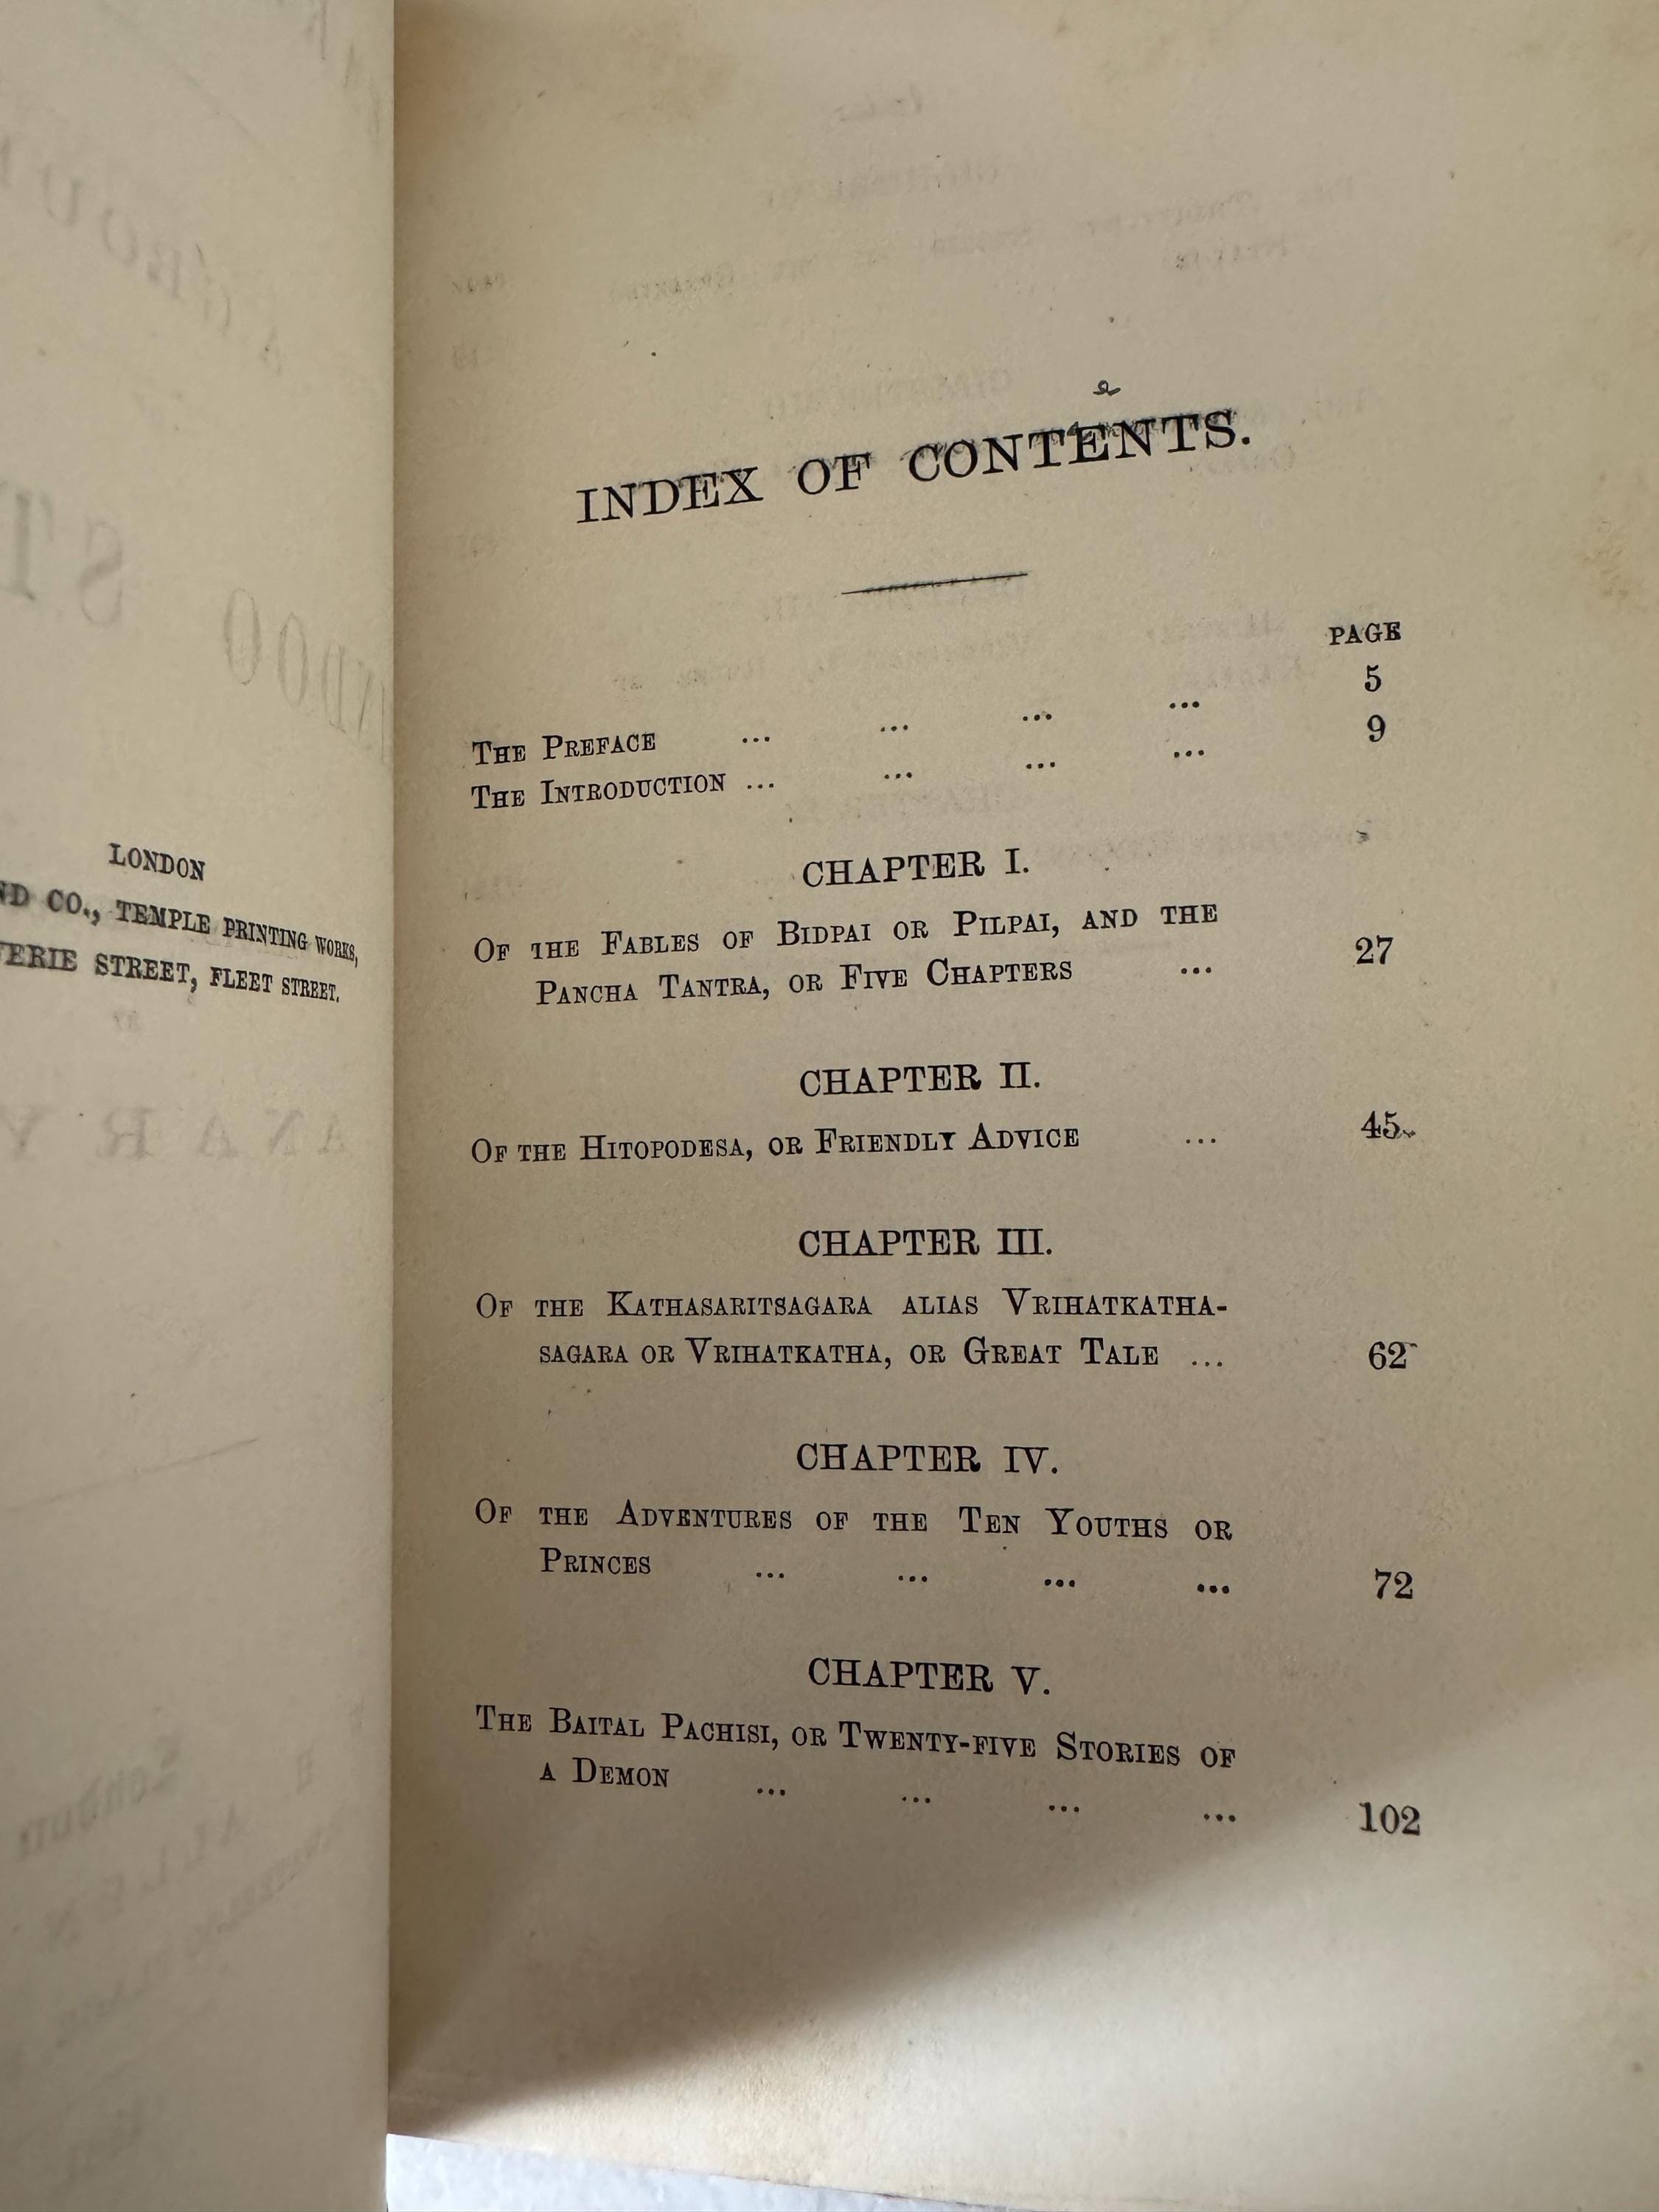 LONDON
CO., TEMPLE PRINTING WORKS,
STREET, FLEET STREET.
INDEX OF CONTENTS.
PAGE
THE PREFACE ... ... ... ... 5
THE INTRODUCTION ... ... ... ... 9
CHAPTER I.
OF THE FABLES OF BIDPAI OR PILPAI, AND THE
PANCHA TANTRA, OR FIVE CHAPTERS ... 27
CHAPTER II.
OF THE HITOPODESA, OR FRIENDLY ADVICE ... 45
CHAPTER III.
OF THE KATHASARITSAGARA ALIAS VRIHATKATHA-
SAGARA OR VRIHATKATHA, OR GREAT TALE ... 62
CHAPTER IV.
OF THE ADVENTURES OF THE TEN YOUTHS OR
PRINCES ... ... ... ... 72
CHAPTER V.
THE BAITAL PACHISI, OR TWENTY-FIVE STORIES OF
A DEMON ... ... ... ... 102